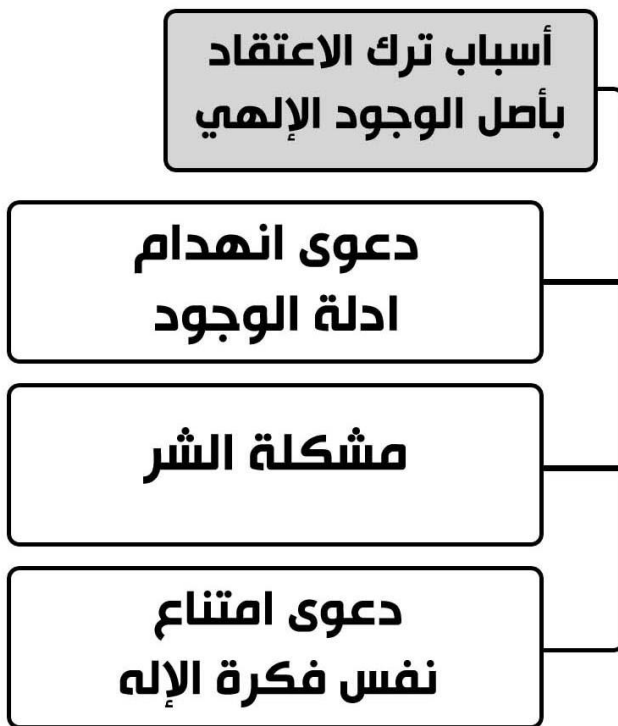 أسباب ترك الاعتقاد
بأصل الوجود الإلهي
دعوى انهدام
ادلة الوجود
مشكلة الشر
دعوى امتناع
نفس فكرة الإله